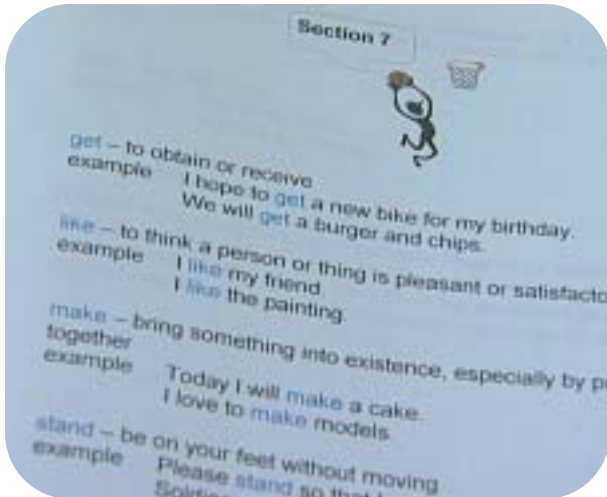 Section 7
get – to obtain or receive
example I hope to get a new bike for my birthday.
We will get a burger and chips.
like – to think a person or thing is pleasant or
example I like my friend.
I like the painting.
make – bring something into existence, especially by
together
example Today I will make a cake.
I love to make models.
stand – be on your feet without moving
example Please stand so that